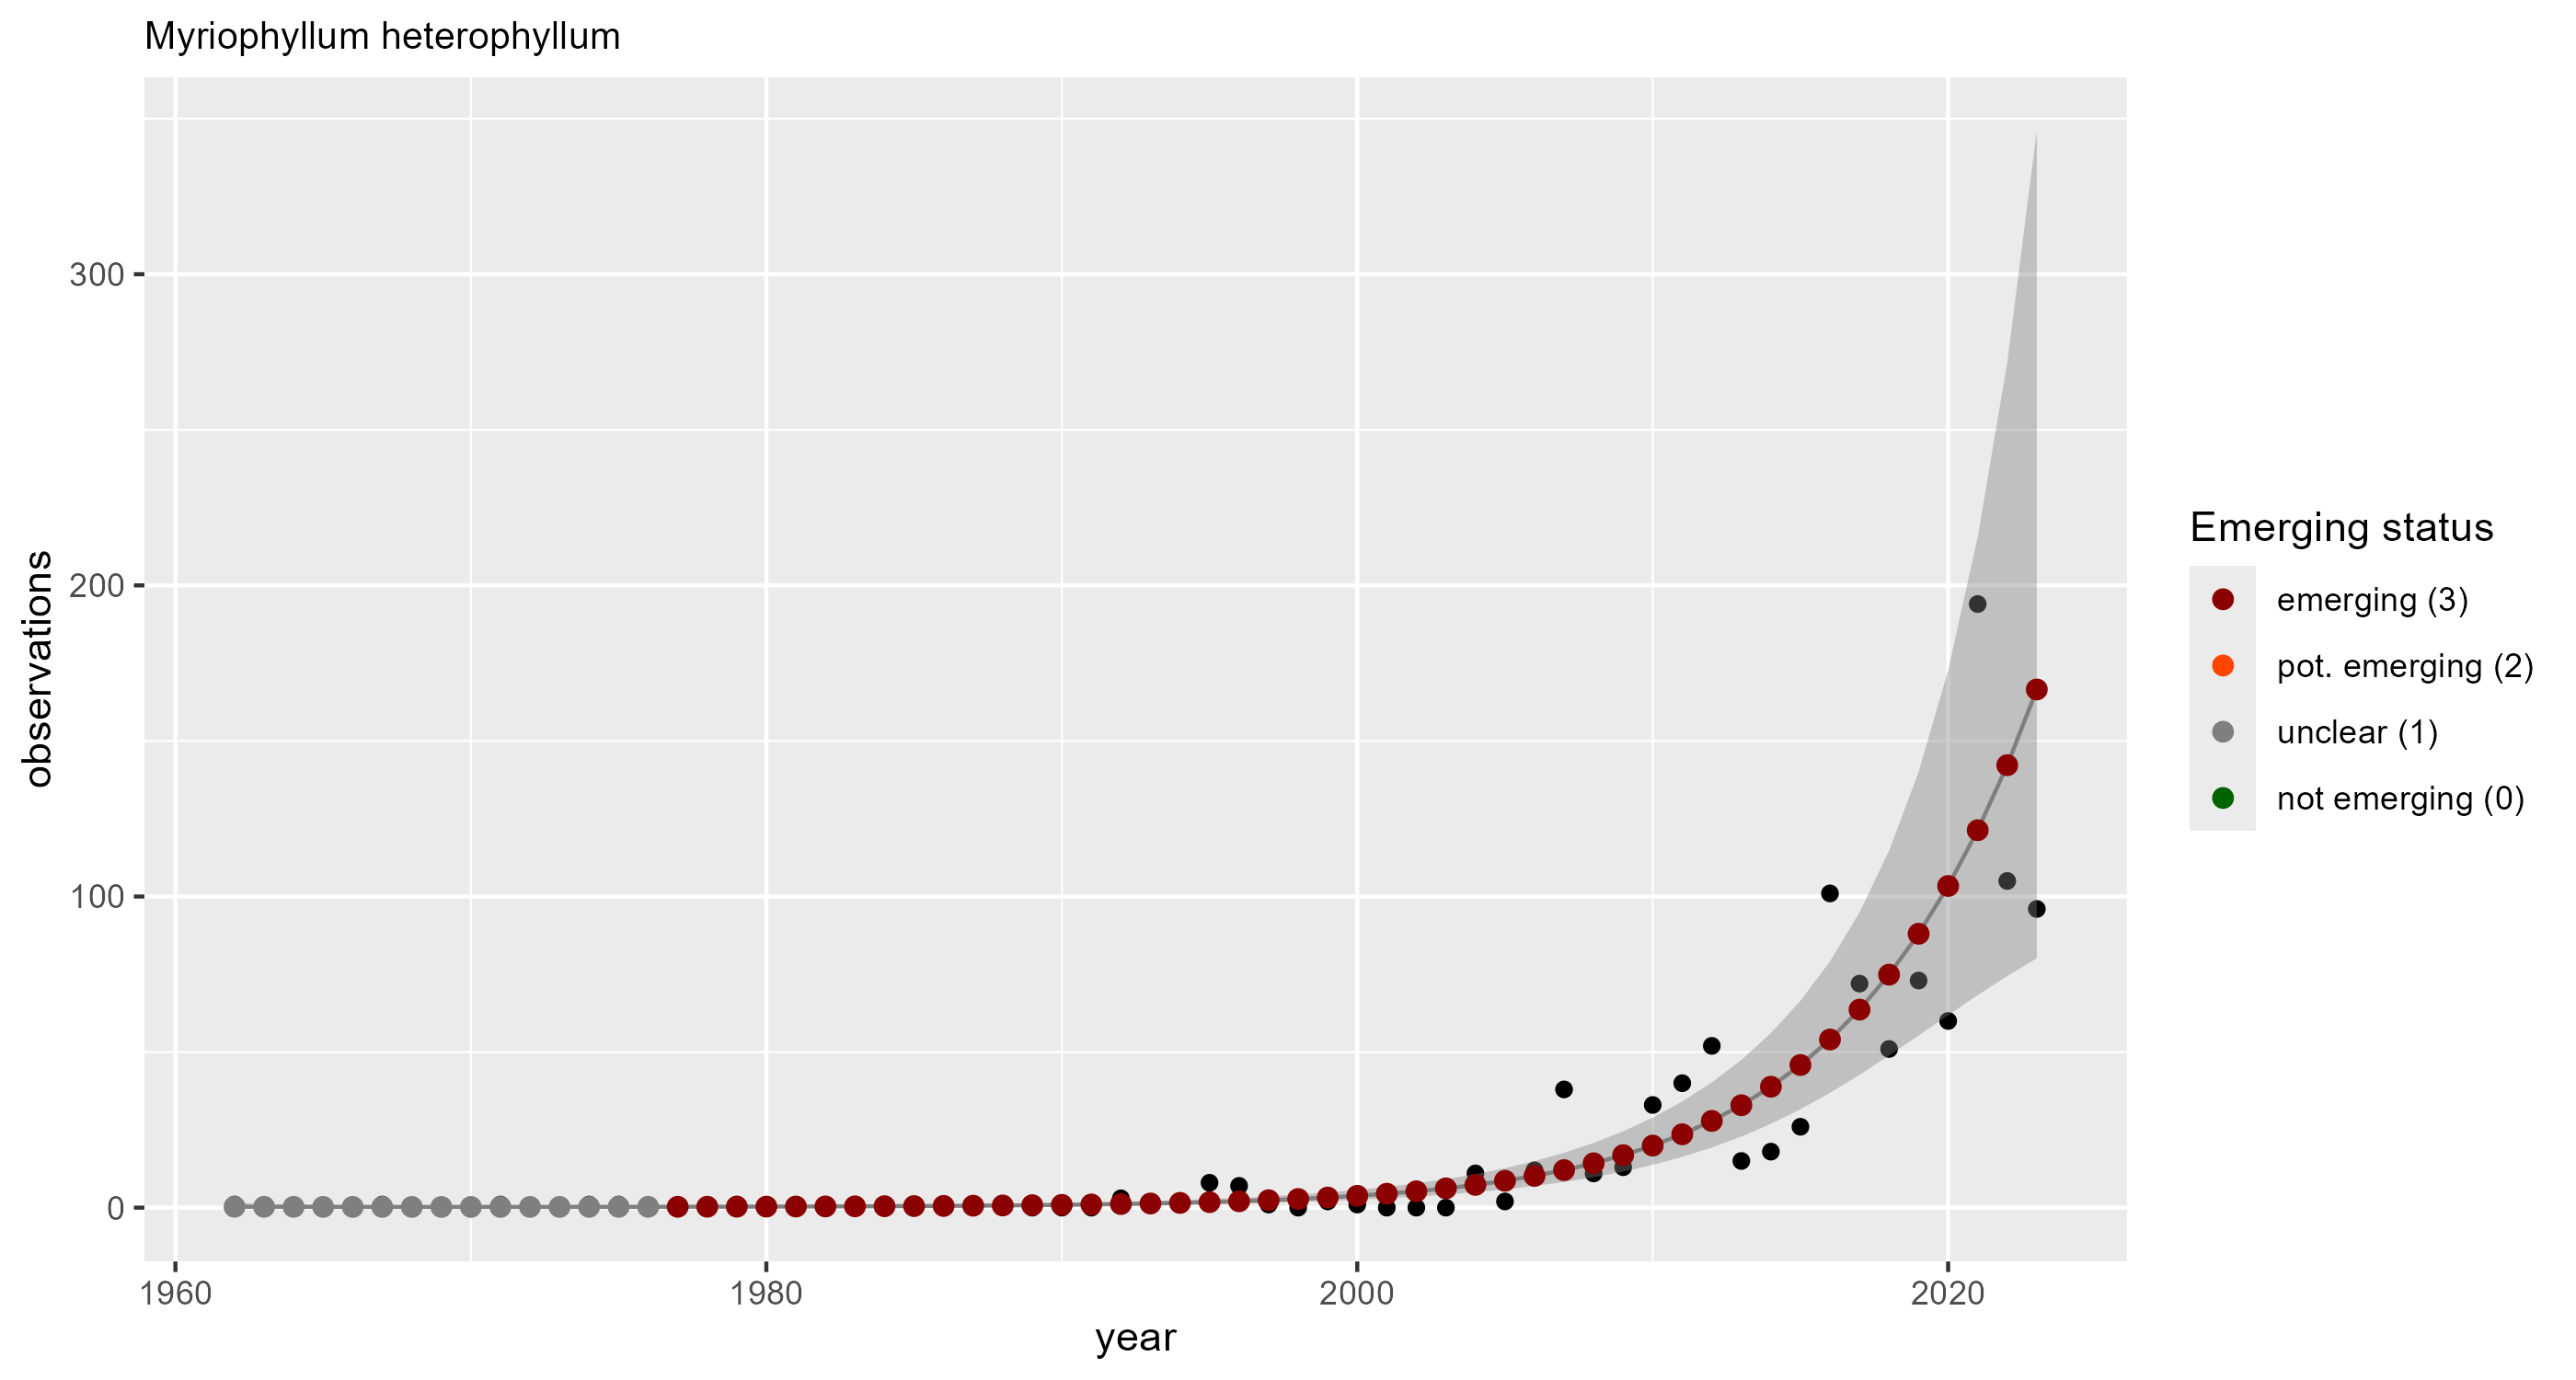 Myriophyllum heterophyllum
300
200
100
0
observations
1960
1980
2000
2020
year
Emerging status
emerging (3)
pot. emerging (2)
unclear (1)
not emerging (0)